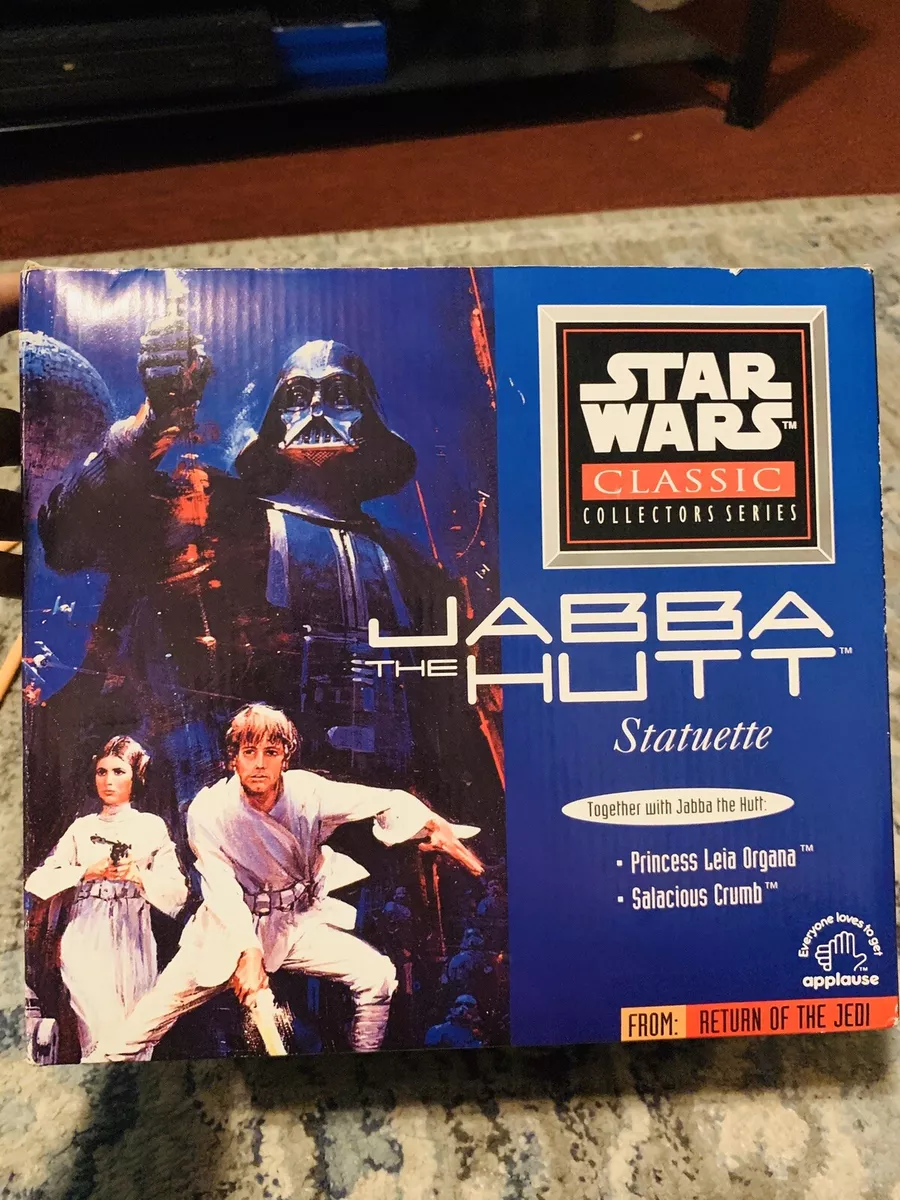 STAR
WARS™
CLASSIC
COLLECTORS SERIES
JABBA
THE HUTT™
Statuette
Together with Jabba the Hutt:
▪ Princess Leia Organa™
▪ Salacious Crumb™
Everyone loves to get
applause™
FROM: RETURN OF THE JEDI